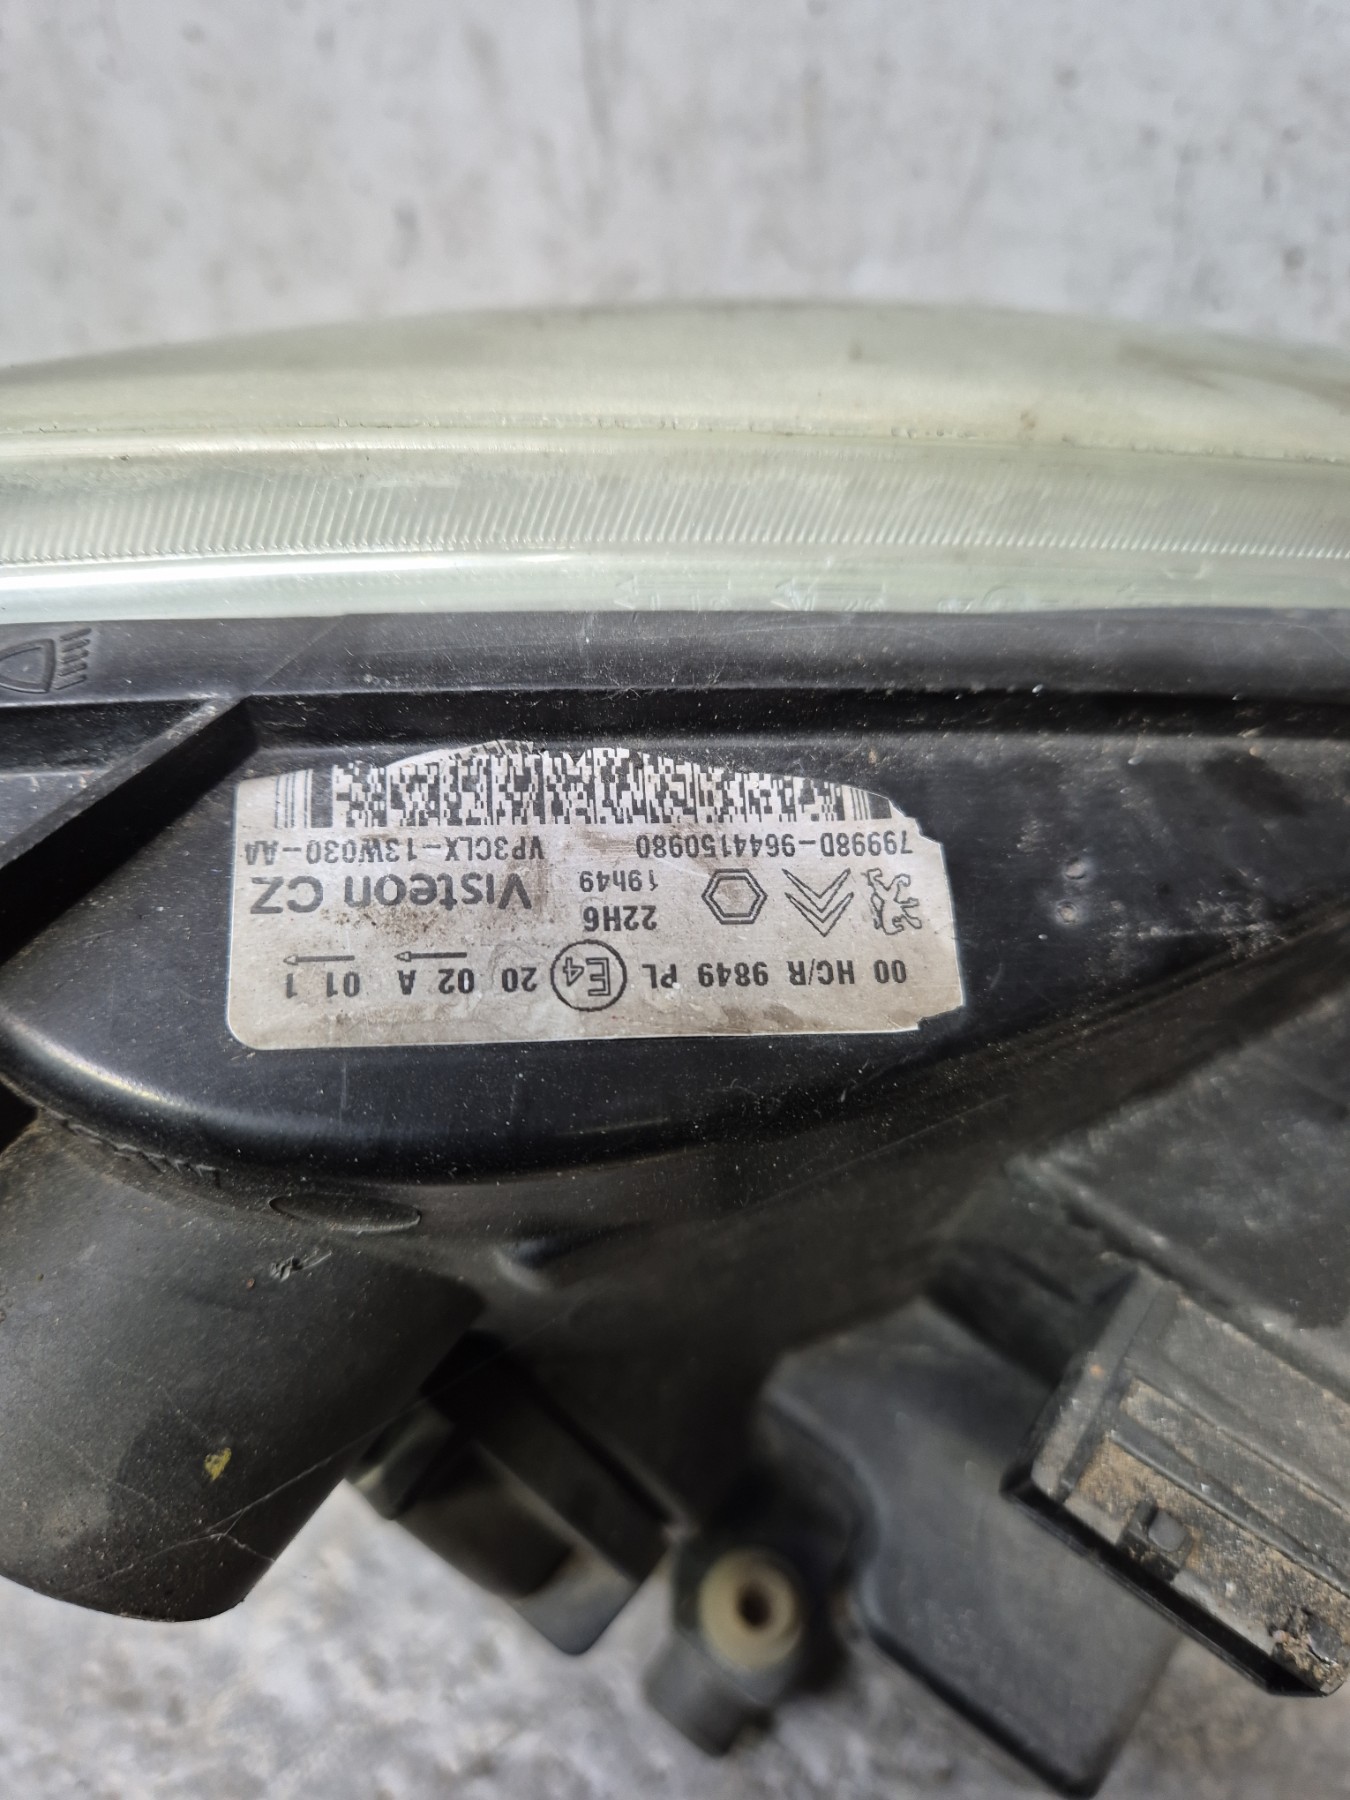 00 HC/R 9849 PL E4 20 02 A 01 1
22H6
19h49
Visteon CZ
79998D-9644150980 VP3CLX-13W030-AA